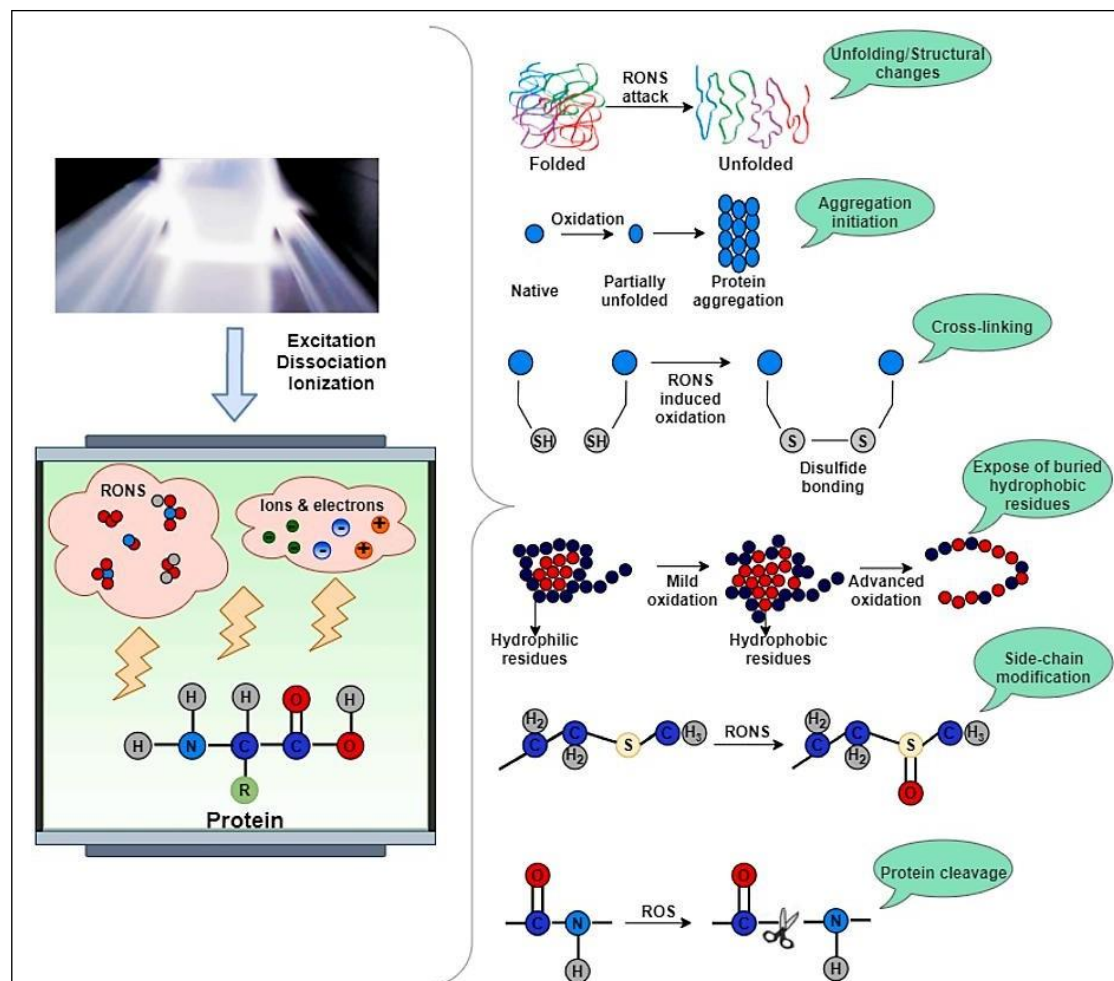 Excitation
Dissociation
Ionization
RONS
Ions & electrons
- - - - - + +
H H O H
H N C C O
R
Protein
RONS
attack
Folded
Unfolded
Unfolding/Structural
changes
Oxidation
Native
Partially
unfolded
Protein
aggregation
Aggregation
initiation
RONS
induced
oxidation
SH SH
S S
Disulfide
bonding
Cross-linking
Mild
oxidation
Advanced
oxidation
Hydrophilic
residues
Hydrophobic
residues
Expose of buried
hydrophobic
residues
H2
C C S C H3
H2
RONS
H2
C C S C H3
H2
O
Side-chain
modification
O
C N
H
ROS
O
C N
H
Protein cleavage